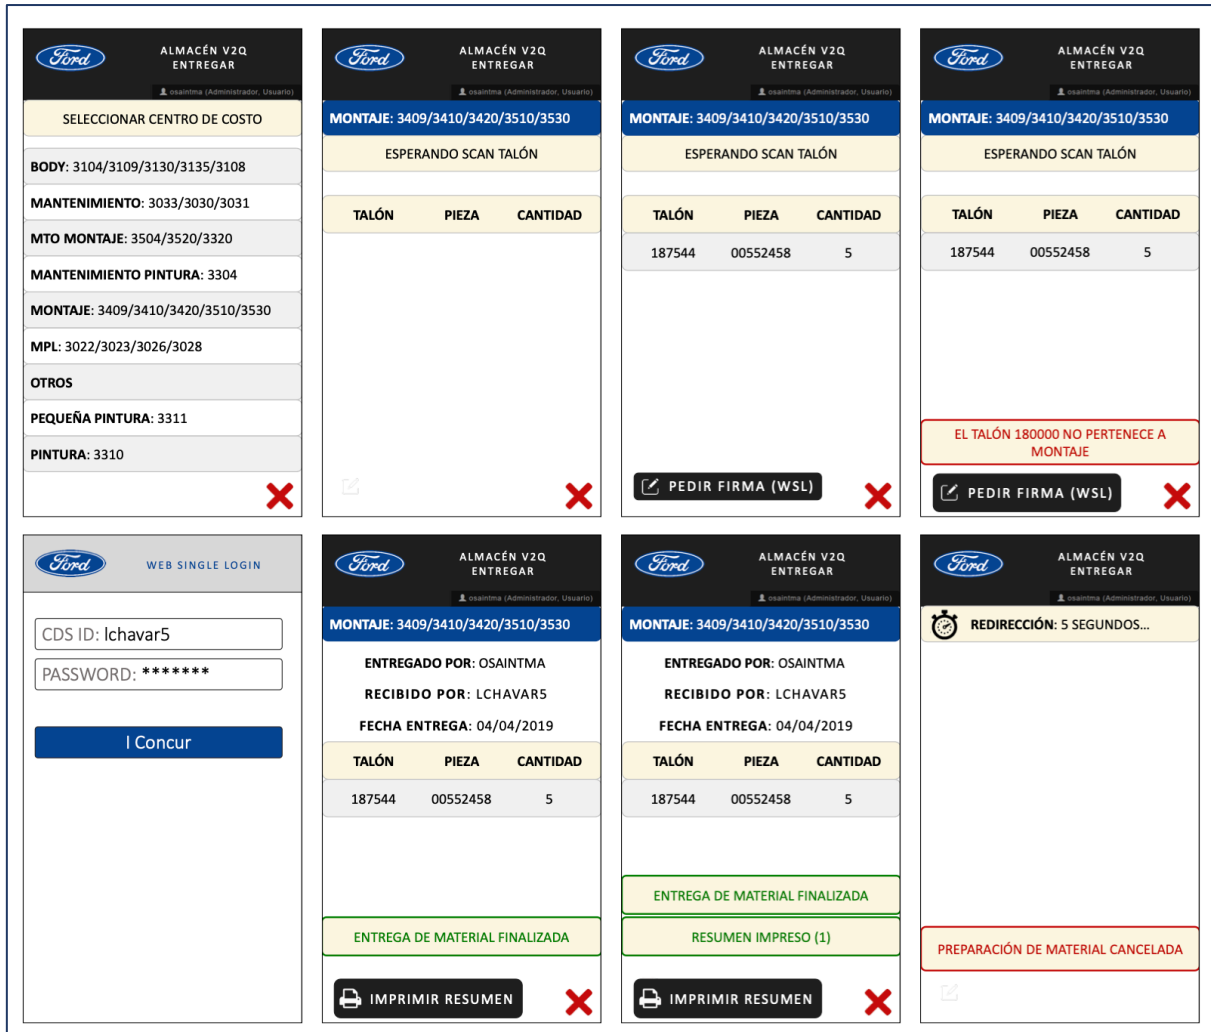 Ford
ALMACÉN V2Q
ENTREGAR
osaintma (Administrador, Usuario)
SELECCIONAR CENTRO DE COSTO
BODY: 3104/3109/3130/3135/3108
MANTENIMIENTO: 3033/3030/3031
MTO MONTAJE: 3504/3520/3320
MANTENIMIENTO PINTURA: 3304
MONTAJE: 3409/3410/3420/3510/3530
MPL: 3022/3023/3026/3028
OTROS
PEQUEÑA PINTURA: 3311
PINTURA: 3310
Ford
ALMACÉN V2Q
ENTREGAR
osaintma (Administrador, Usuario)
MONTAJE: 3409/3410/3420/3510/3530
ESPERANDO SCAN TALÓN
TALÓN PIEZA CANTIDAD
Ford
ALMACÉN V2Q
ENTREGAR
osaintma (Administrador, Usuario)
MONTAJE: 3409/3410/3420/3510/3530
ESPERANDO SCAN TALÓN
TALÓN PIEZA CANTIDAD
187544 00552458 5
PEDIR FIRMA (WSL)
Ford
ALMACÉN V2Q
ENTREGAR
osaintma (Administrador, Usuario)
MONTAJE: 3409/3410/3420/3510/3530
ESPERANDO SCAN TALÓN
TALÓN PIEZA CANTIDAD
187544 00552458 5
EL TALÓN 180000 NO PERTENECE A
MONTAJE
PEDIR FIRMA (WSL)
Ford
WEB SINGLE LOGIN
CDS ID: lchavar5
PASSWORD: *******
I Concur
Ford
ALMACÉN V2Q
ENTREGAR
osaintma (Administrador, Usuario)
MONTAJE: 3409/3410/3420/3510/3530
ENTREGADO POR: OSAINTMA
RECIBIDO POR: LCHAVAR5
FECHA ENTREGA: 04/04/2019
TALÓN PIEZA CANTIDAD
187544 00552458 5
ENTREGA DE MATERIAL FINALIZADA
IMPRIMIR RESUMEN
Ford
ALMACÉN V2Q
ENTREGAR
osaintma (Administrador, Usuario)
MONTAJE: 3409/3410/3420/3510/3530
ENTREGADO POR: OSAINTMA
RECIBIDO POR: LCHAVAR5
FECHA ENTREGA: 04/04/2019
TALÓN PIEZA CANTIDAD
187544 00552458 5
ENTREGA DE MATERIAL FINALIZADA
RESUMEN IMPRESO (1)
IMPRIMIR RESUMEN
Ford
ALMACÉN V2Q
ENTREGAR
osaintma (Administrador, Usuario)
REDIRECCIÓN: 5 SEGUNDOS...
PREPARACIÓN DE MATERIAL CANCELADA